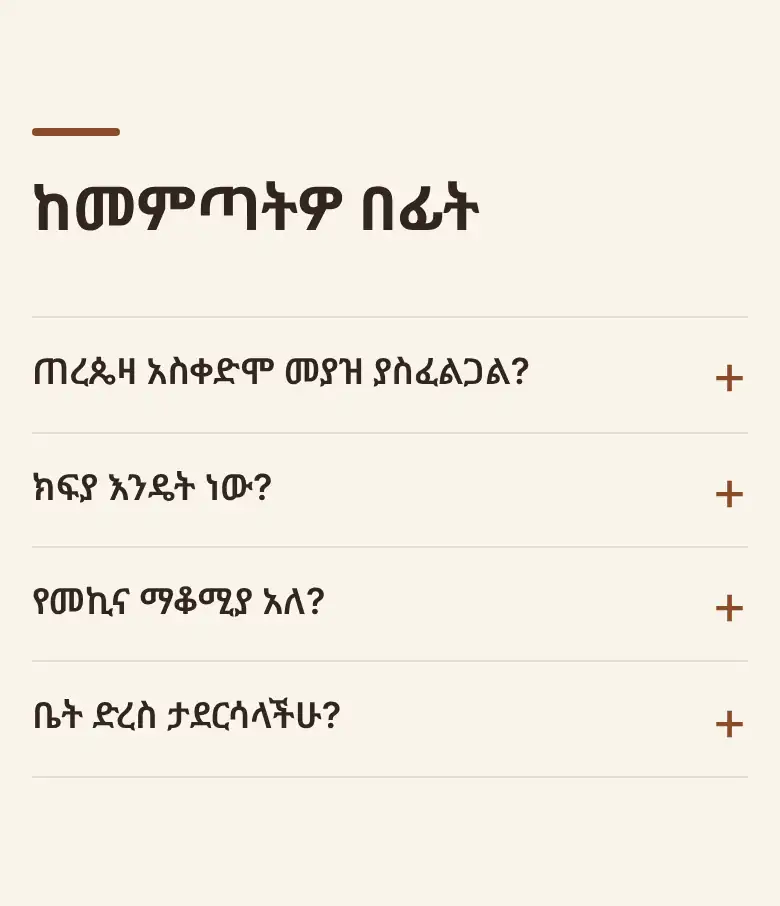 ከመምጣትዎ በፊት
ጠረጴዛ አስቀድሞ መያዝ ያስፈልጋል?
ክፍያ እንዴት ነው?
የመኪና ማቆሚያ አለ?
ቤት ድረስ ታደርሳላችሁ?